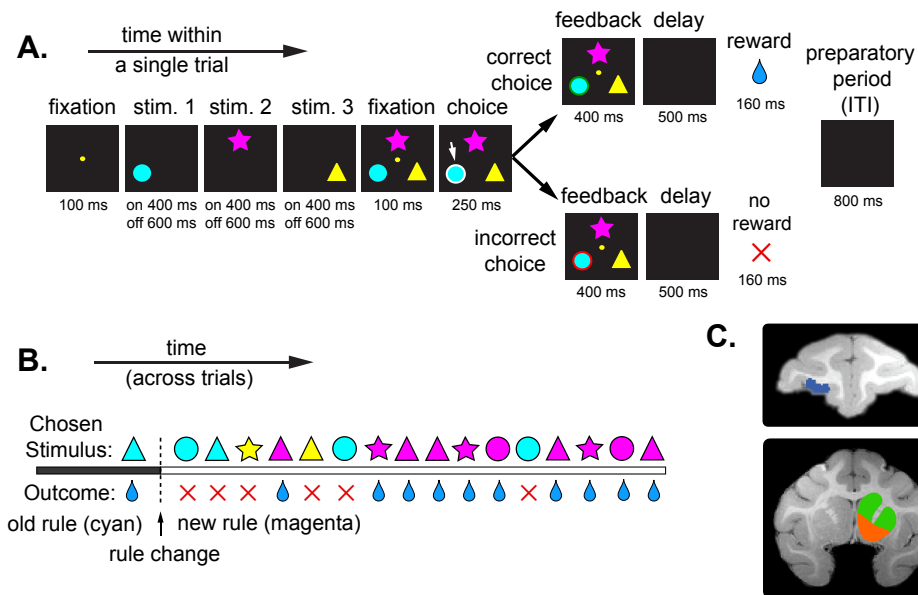 A.
time within
a single trial
fixation
stim. 1
stim. 2
stim. 3
fixation
choice
100 ms
on 400 ms
off 600 ms
on 400 ms
off 600 ms
on 400 ms
off 600 ms
100 ms
250 ms
correct
choice
feedback
delay
reward
400 ms
500 ms
160 ms
incorrect
choice
feedback
delay
no
reward
400 ms
500 ms
160 ms
preparatory
period
(ITI)
800 ms
B.
time
(across trials)
Chosen
Stimulus:
Outcome:
old rule (cyan)
new rule (magenta)
rule change
C.